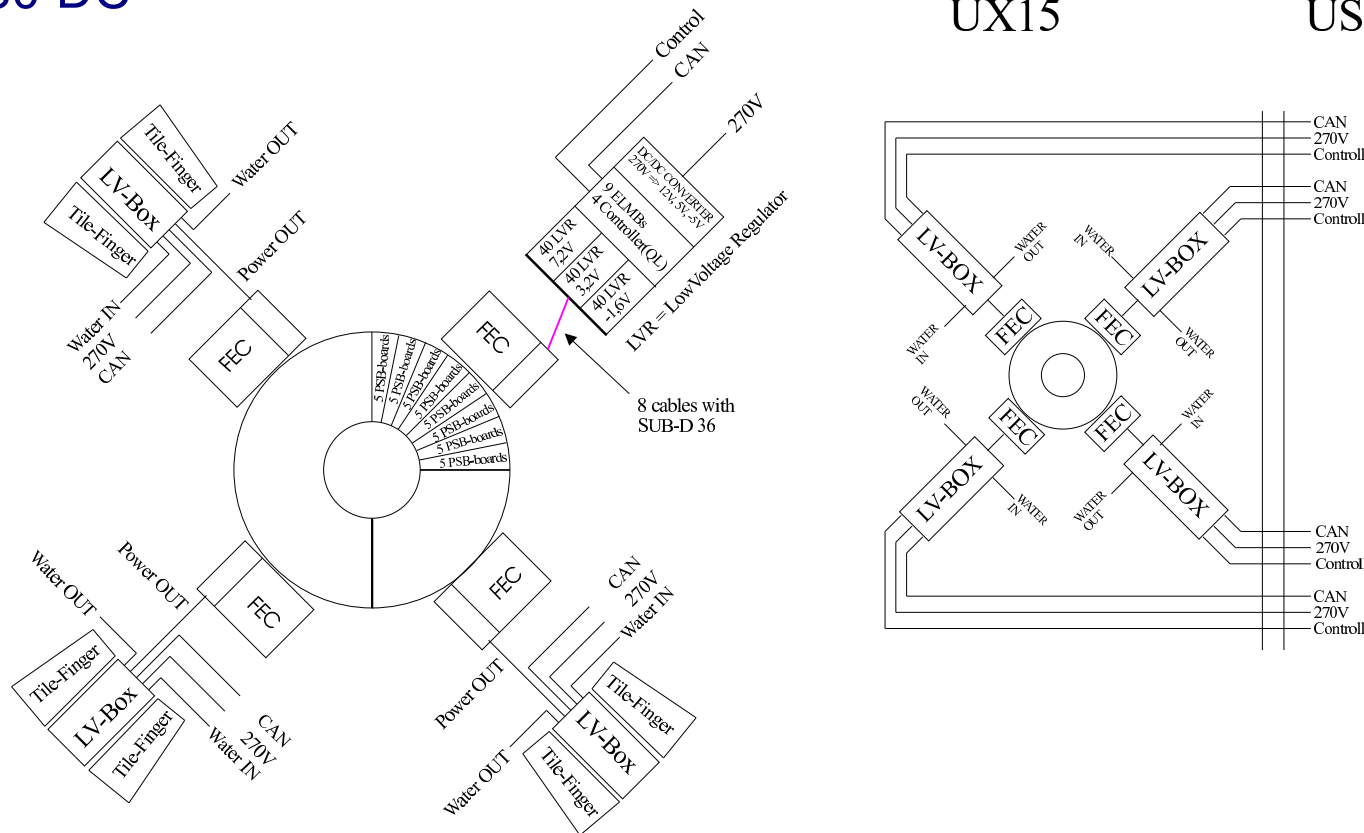 UX15
US
Control
CAN
270V
DC/DC CONVERTER
270V => 12V, 5V, -5V
9 ELMBs
4 Controller(QL)
40 LVR
7,2V
40 LVR
3,2V
40 LVR
-1,6V
LVR = LowVoltage Regulator
8 cables with
SUB-D 36
Tile-Finger
LV-Box
Tile-Finger
Water OUT
Power OUT
Water IN
270V
CAN
FEC
FEC
5 PSB-boards
5 PSB-boards
5 PSB-boards
5 PSB-boards
5 PSB-boards
5 PSB-boards
5 PSB-boards
5 PSB-boards
Water OUT
Power OUT
FEC
Tile-Finger
LV-Box
Tile-Finger
CAN
270V
Water IN
FEC
CAN
270V
Water IN
Power OUT
Water OUT
Tile-Finger
LV-Box
Tile-Finger
CAN
270V
Controll
CAN
270V
Controll
LV-BOX
WATER
OUT
WATER
IN
LV-BOX
FEC
FEC
WATER
IN
WATER
OUT
WATER
OUT
WATER
IN
FEC
FEC
LV-BOX
WATER
IN
WATER
OUT
LV-BOX
CAN
270V
Control
CAN
270V
Controll